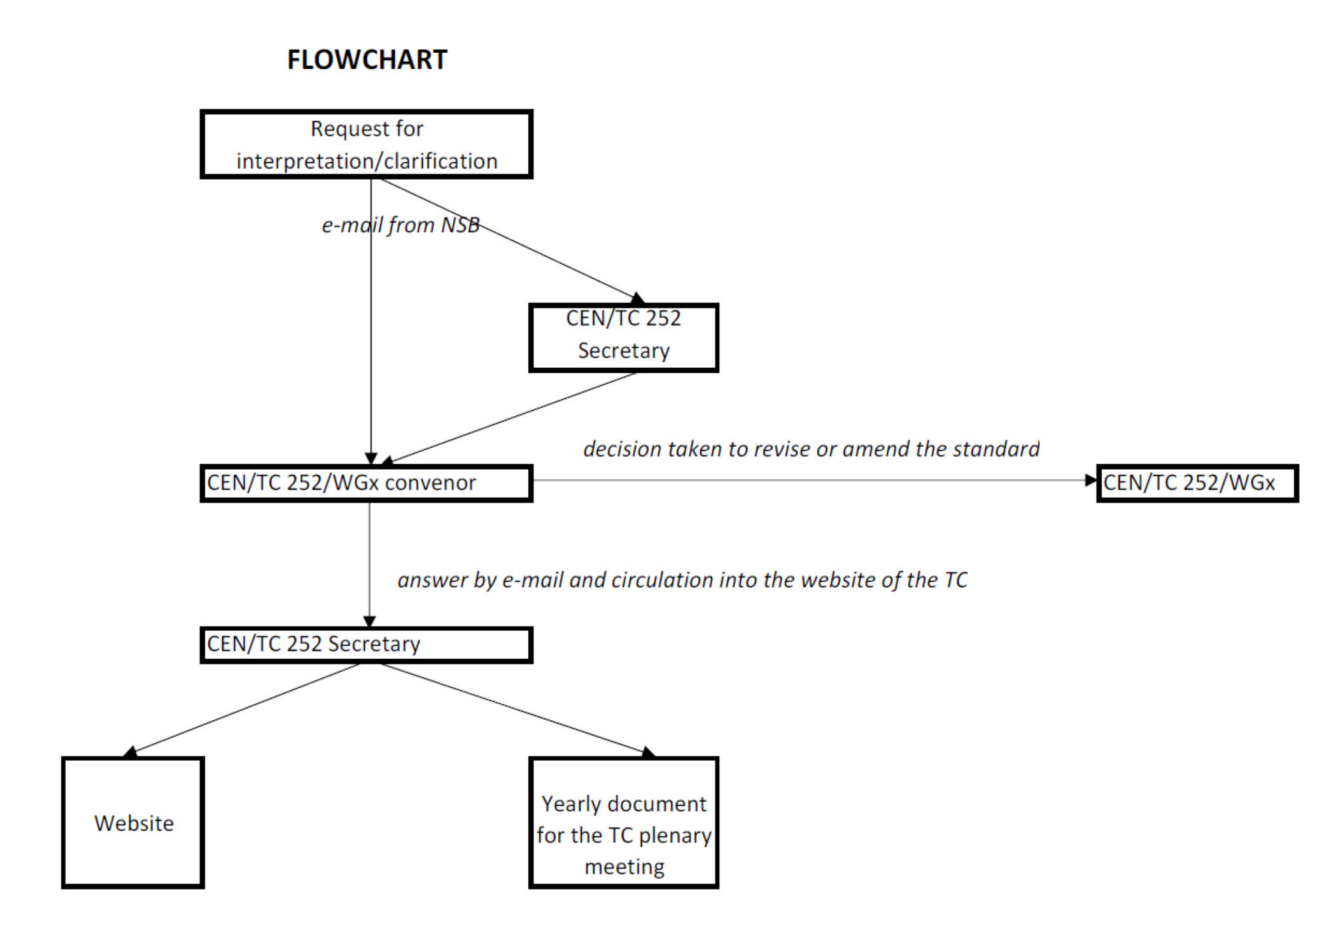 FLOWCHART
Request for
interpretation/clarification
e-mail from NSB
CEN/TC 252
Secretary
decision taken to revise or amend the standard
CEN/TC 252/WGx convenor
CEN/TC 252/WGx
answer by e-mail and circulation into the website of the TC
CEN/TC 252 Secretary
Website
Yearly document
for the TC plenary
meeting